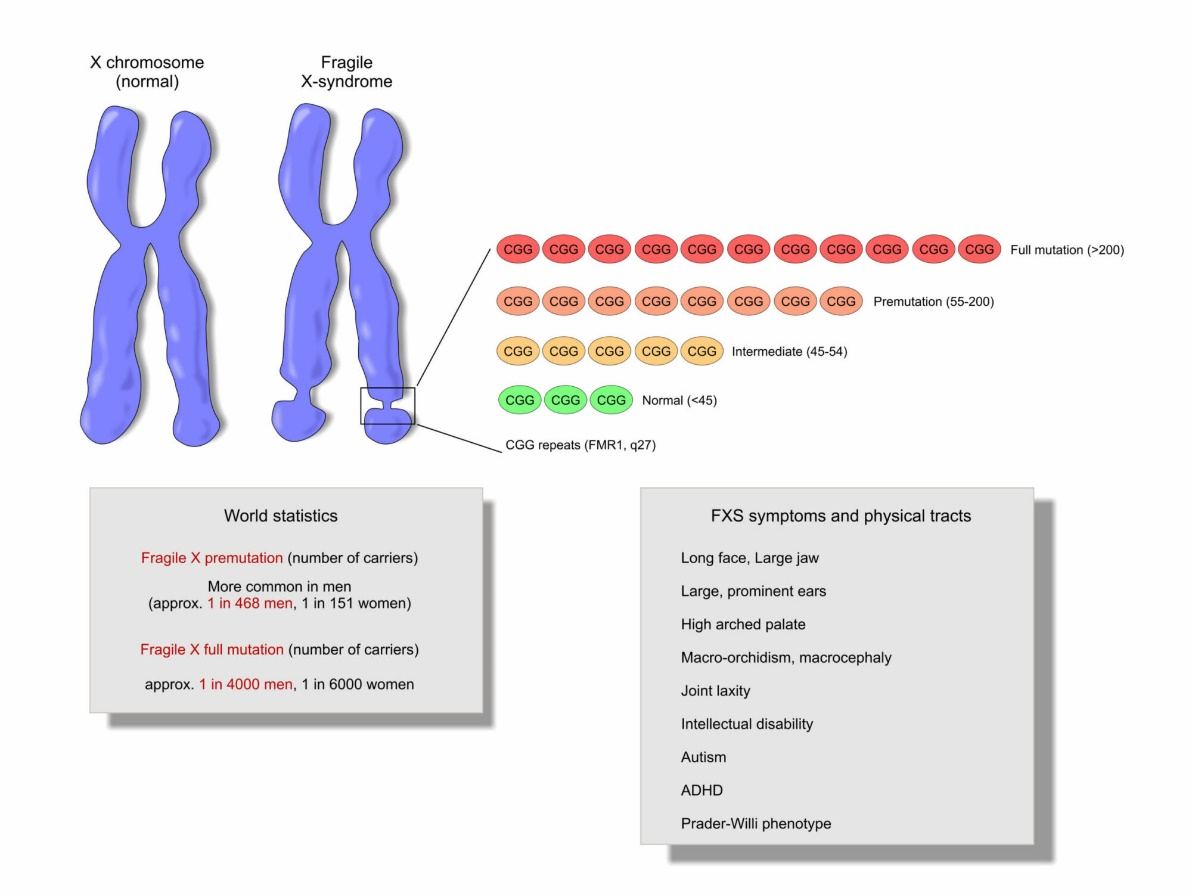 X chromosome
(normal)
Fragile
X-syndrome
CGG CGG CGG CGG CGG CGG CGG CGG CGG CGG CGG Full mutation (>200)
CGG CGG CGG CGG CGG CGG CGG CGG Premutation (55-200)
CGG CGG CGG CGG CGG Intermediate (45-54)
CGG CGG CGG Normal (<45)
CGG repeats (FMR1, q27)
World statistics
Fragile X premutation (number of carriers)
More common in men
(approx. 1 in 468 men, 1 in 151 women)
Fragile X full mutation (number of carriers)
approx. 1 in 4000 men, 1 in 6000 women
FXS symptoms and physical tracts
Long face, Large jaw
Large, prominent ears
High arched palate
Macro-orchidism, macrocephaly
Joint laxity
Intellectual disability
Autism
ADHD
Prader-Willi phenotype